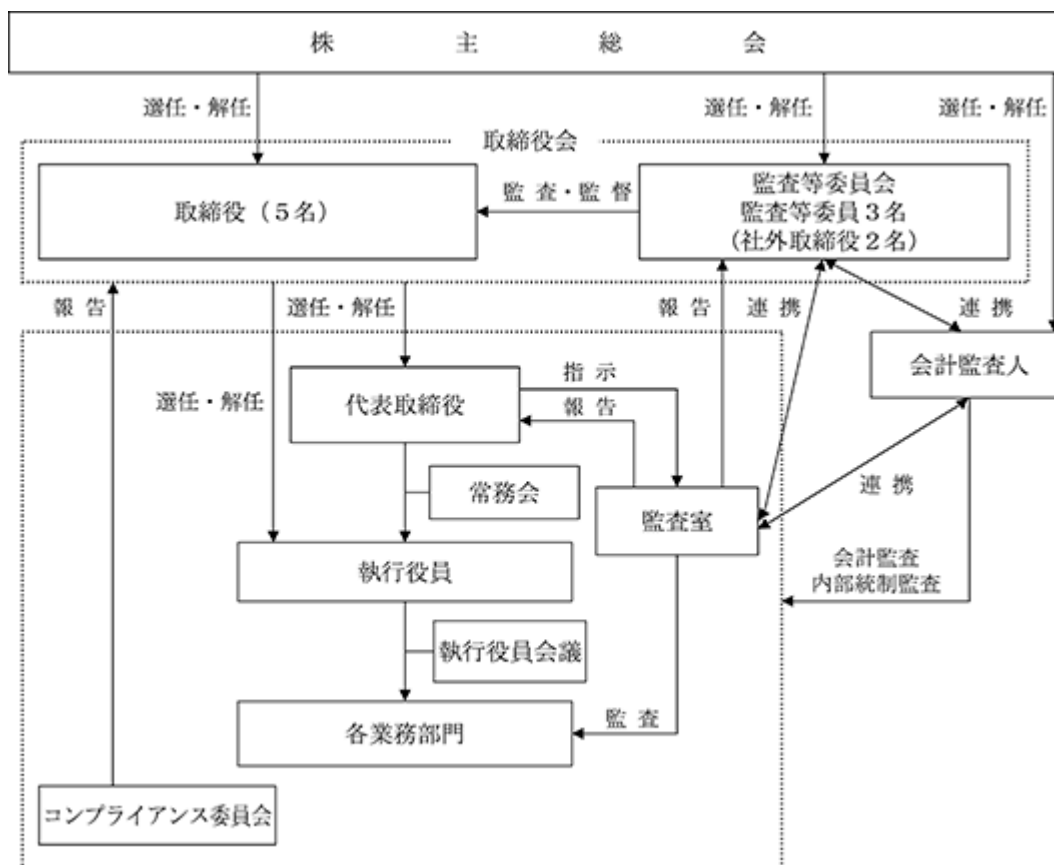 株主総会
選任・解任
選任・解任
選任・解任
取締役会
取締役（５名）
監査・監督
監査等委員会
監査等委員３名
（社外取締役２名）
報告
選任・解任
報告
連携
連携
会計監査人
選任・解任
代表取締役
指示
報告
常務会
監査室
連携
執行役員
会計監査
内部統制監査
執行役員会議
各業務部門
監査
コンプライアンス委員会